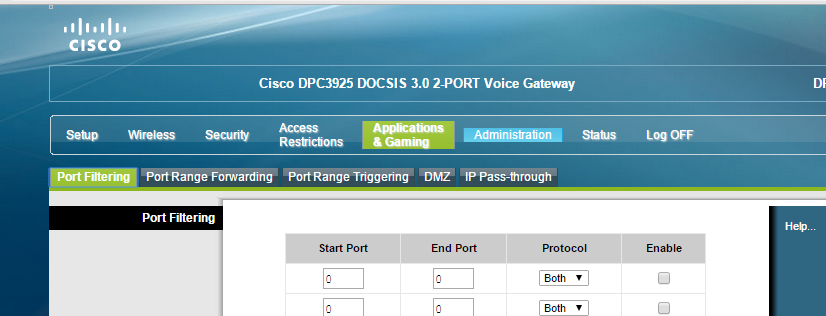 CISCO
Cisco DPC3925 DOCSIS 3.0 2-PORT Voice Gateway
Setup Wireless Security Access Restrictions Applications & Gaming Administration Status Log OFF
Port Filtering Port Range Forwarding Port Range Triggering DMZ IP Pass-through
Port Filtering
Help...
Start Port End Port Protocol Enable
0 0 Both
0 0 Both